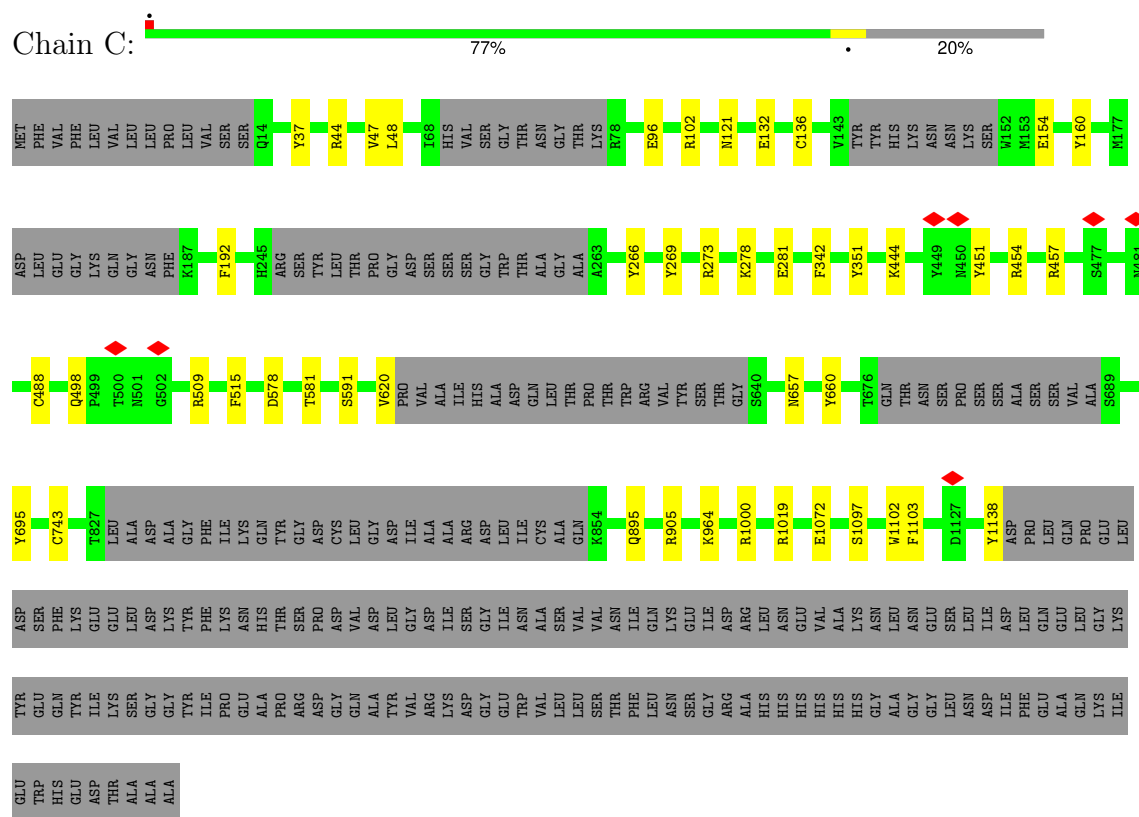 Chain C:
77% • 20%
MET PHE VAL PHE LEU VAL LEU LEU PRO LEU VAL SER SER Q14 Y37 R44 V47 L48 I68 HIS VAL SER GLY THR ASN GLY THR LYS R78 E96 R102 N121 E132 C136 V143 TYR TYR HIS LYS ASN ASN LYS SER W152 M153 E154 Y160 M177
ASP LEU GLU GLY LYS GLN GLY ASN PHE K187 F192 H245 ARG SER TYR LEU THR PRO GLY ASP SER SER SER GLY TRP THR ALA GLY ALA A263 Y266 Y269 R273 K278 E281 F342 Y351 K444 Y449 N450 Y451 R454 R457 S477 N481
C488 Q498 P499 T500 N501 G502 R509 F515 D578 T581 S591 V620 PRO VAL ALA ILE HIS ALA ASP GLN LEU THR PRO THR TRP ARG VAL TYR SER THR GLY S640 N657 Y660 T676 GLN THR ASN SER PRO SER SER ALA SER SER VAL ALA S689
Y695 C743 T827 LEU ALA ASP ALA GLY PHE ILE LYS GLN TYR GLY ASP CYS LEU GLY ASP ILE ALA ALA ARG ASP LEU ILE CYS ALA GLN K854 Q895 R905 K964 R1000 R1019 E1072 S1097 W1102 F1103 D1127 Y1138 ASP PRO LEU GLN PRO GLU LEU
ASP SER PHE LYS GLU GLU LEU ASP LYS TYR PHE LYS ASN HIS THR SER PRO ASP VAL ASP LEU GLY ASP ILE SER GLY ILE ASN ALA SER VAL VAL ASN ILE GLN LYS GLU ILE ASP ARG LEU ASN GLU VAL ALA LYS ASN LEU ASN GLU SER LEU ILE ASP LEU GLN GLU LEU GLY LYS
TYR GLU GLN TYR ILE LYS SER GLY GLY TYR ILE PRO GLU ALA PRO ARG ASP GLY GLN ALA TYR VAL ARG LYS ASP GLY GLU TRP VAL LEU LEU SER THR PHE LEU ASN SER GLY ARG ALA HIS HIS HIS HIS HIS HIS GLY ALA GLY GLY LEU ASN ASP ILE PHE GLU ALA GLN LYS ILE
GLU TRP HIS GLU ASP THR ALA ALA ALA